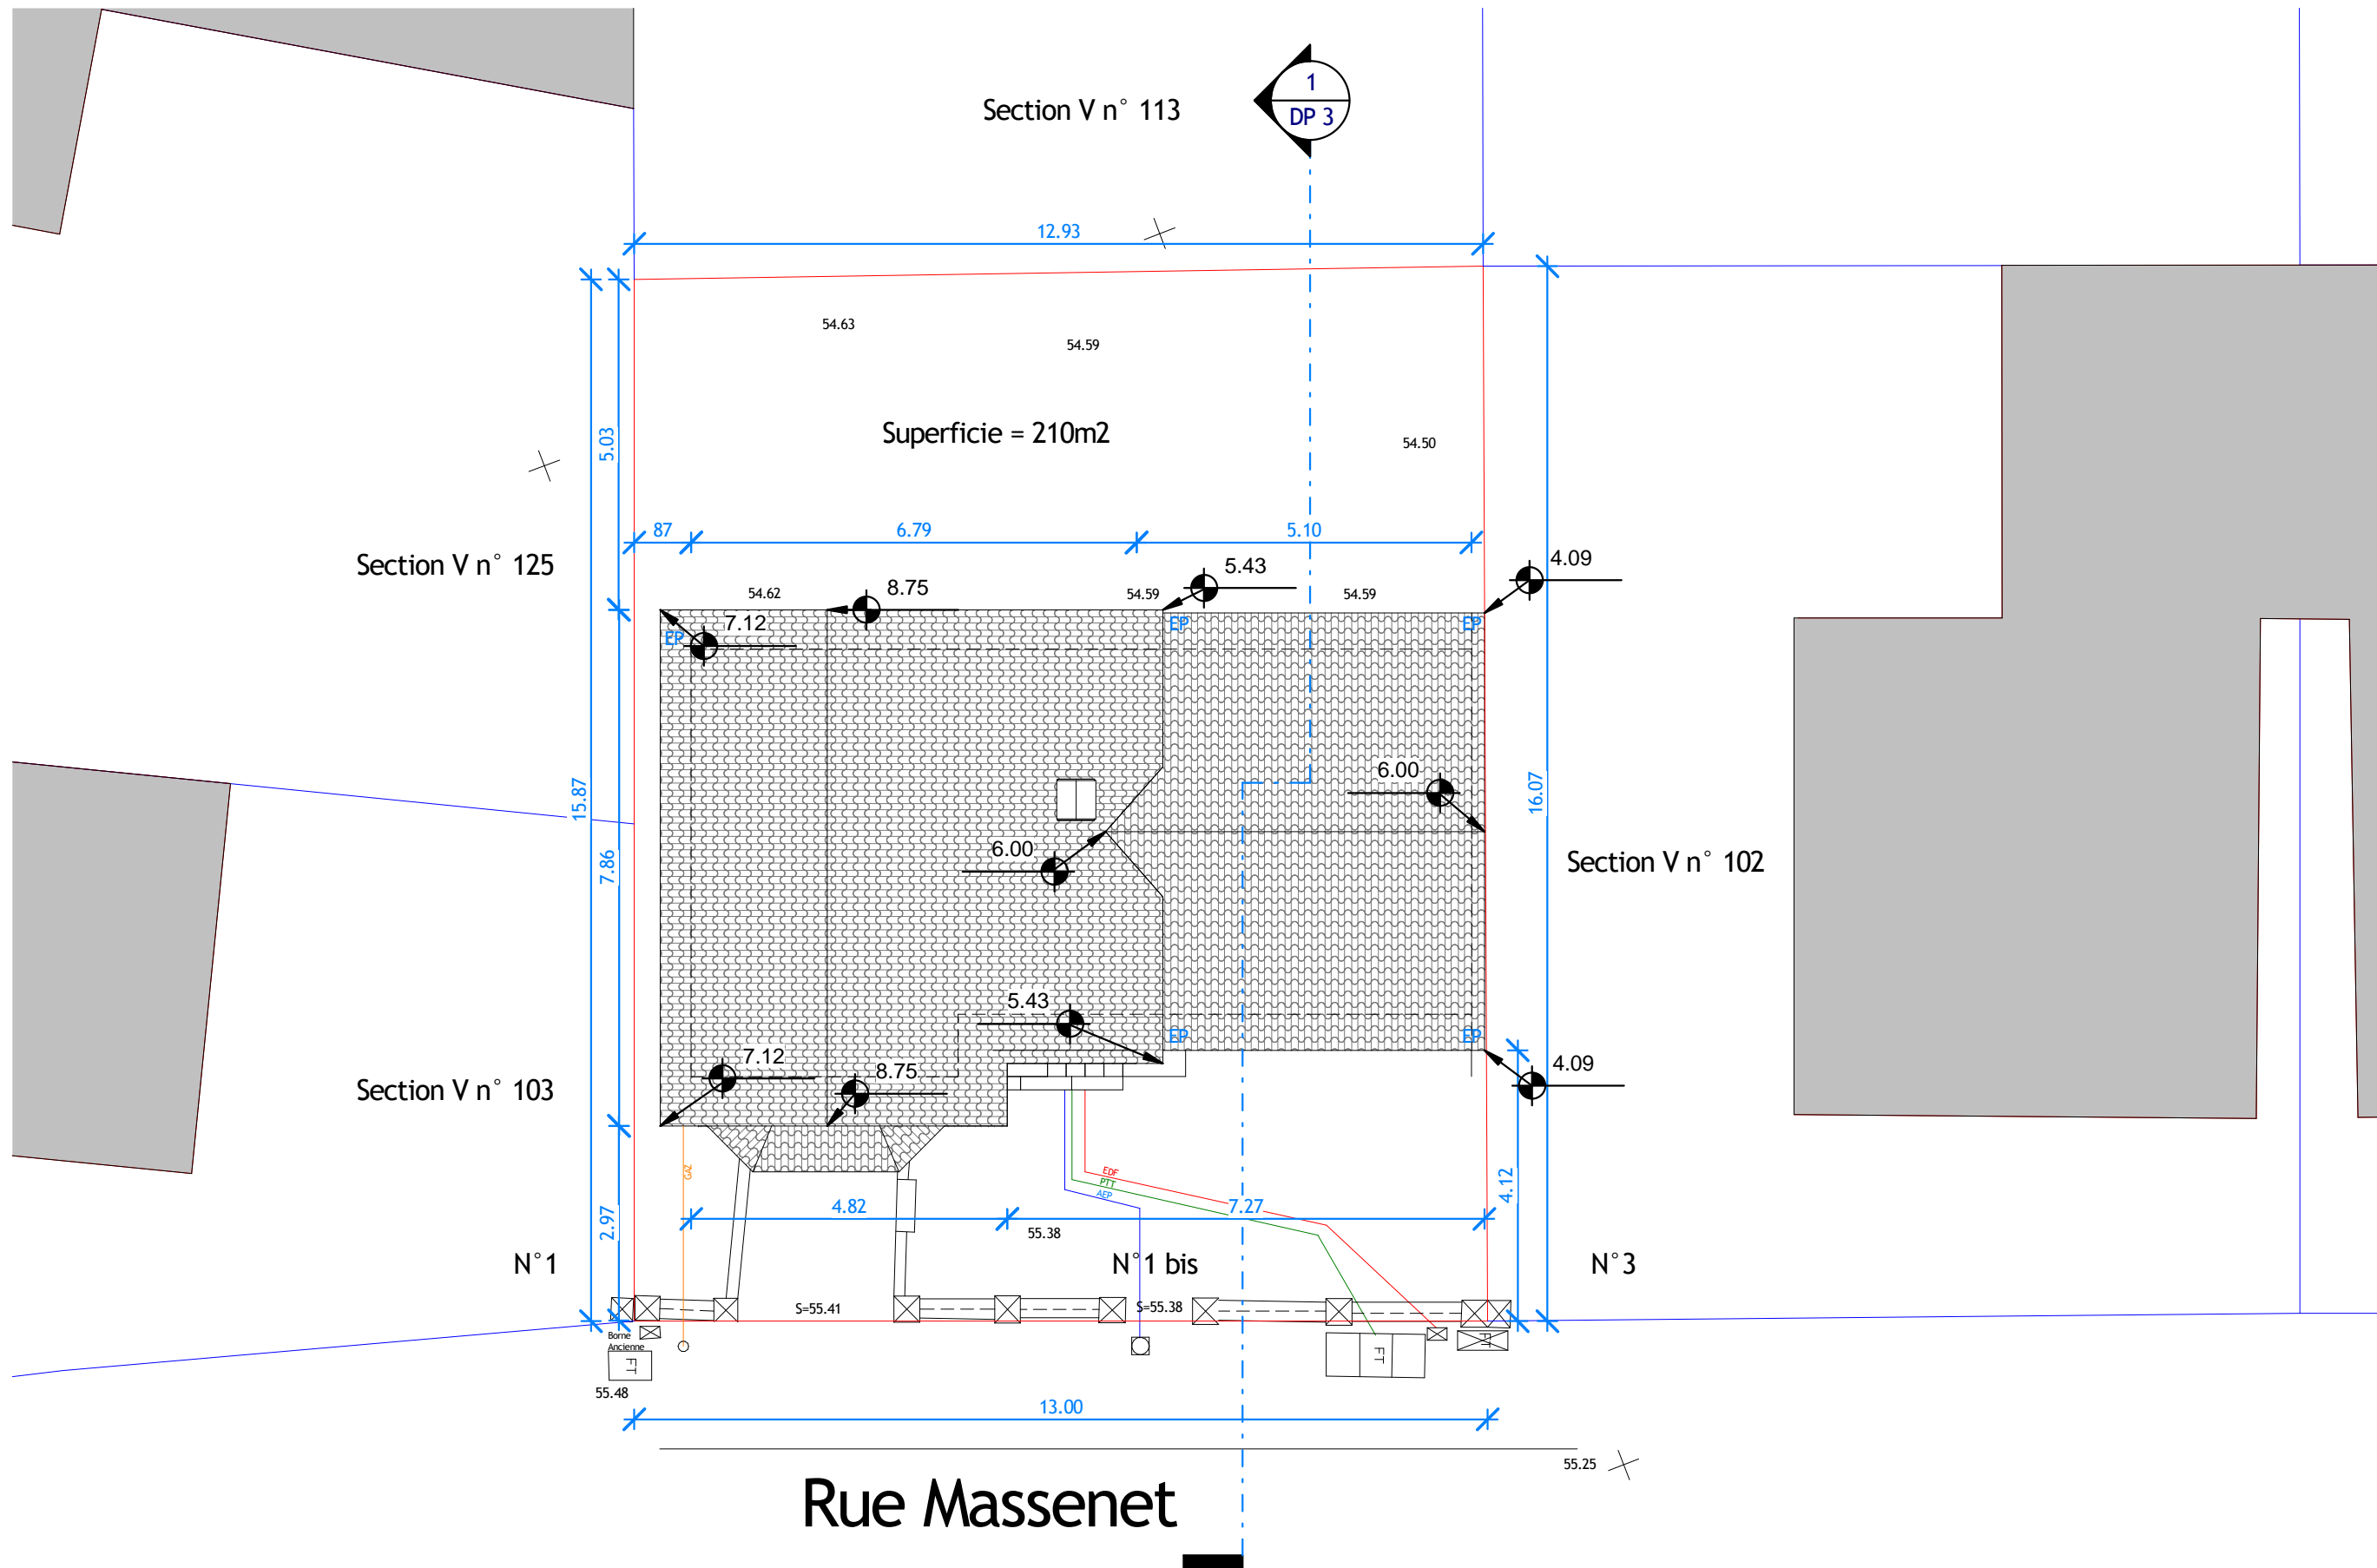 1
Section V n° 113
DP 3
12.93
54.63
54.59
Superficie = 210m2
54.50
5.03
87
6.79
5.10
Section V n° 125
5.43
4.09
54.62
8.75
54.59
54.59
7.12
EP
EP
EP
6.00
15.87
16.07
6.00
7.86
Section V n° 102
5.43
EP
EP
7.12
8.75
4.09
Section V n° 103
GAZ
EDF
PTT
AEP
4.12
4.82
7.27
2.97
55.38
N°1
N°1 bis
N°3
S=55.41
S=55.38
Borne
Ancienne
FT
FT
FT
55.48
13.00
55.25
Rue Massenet